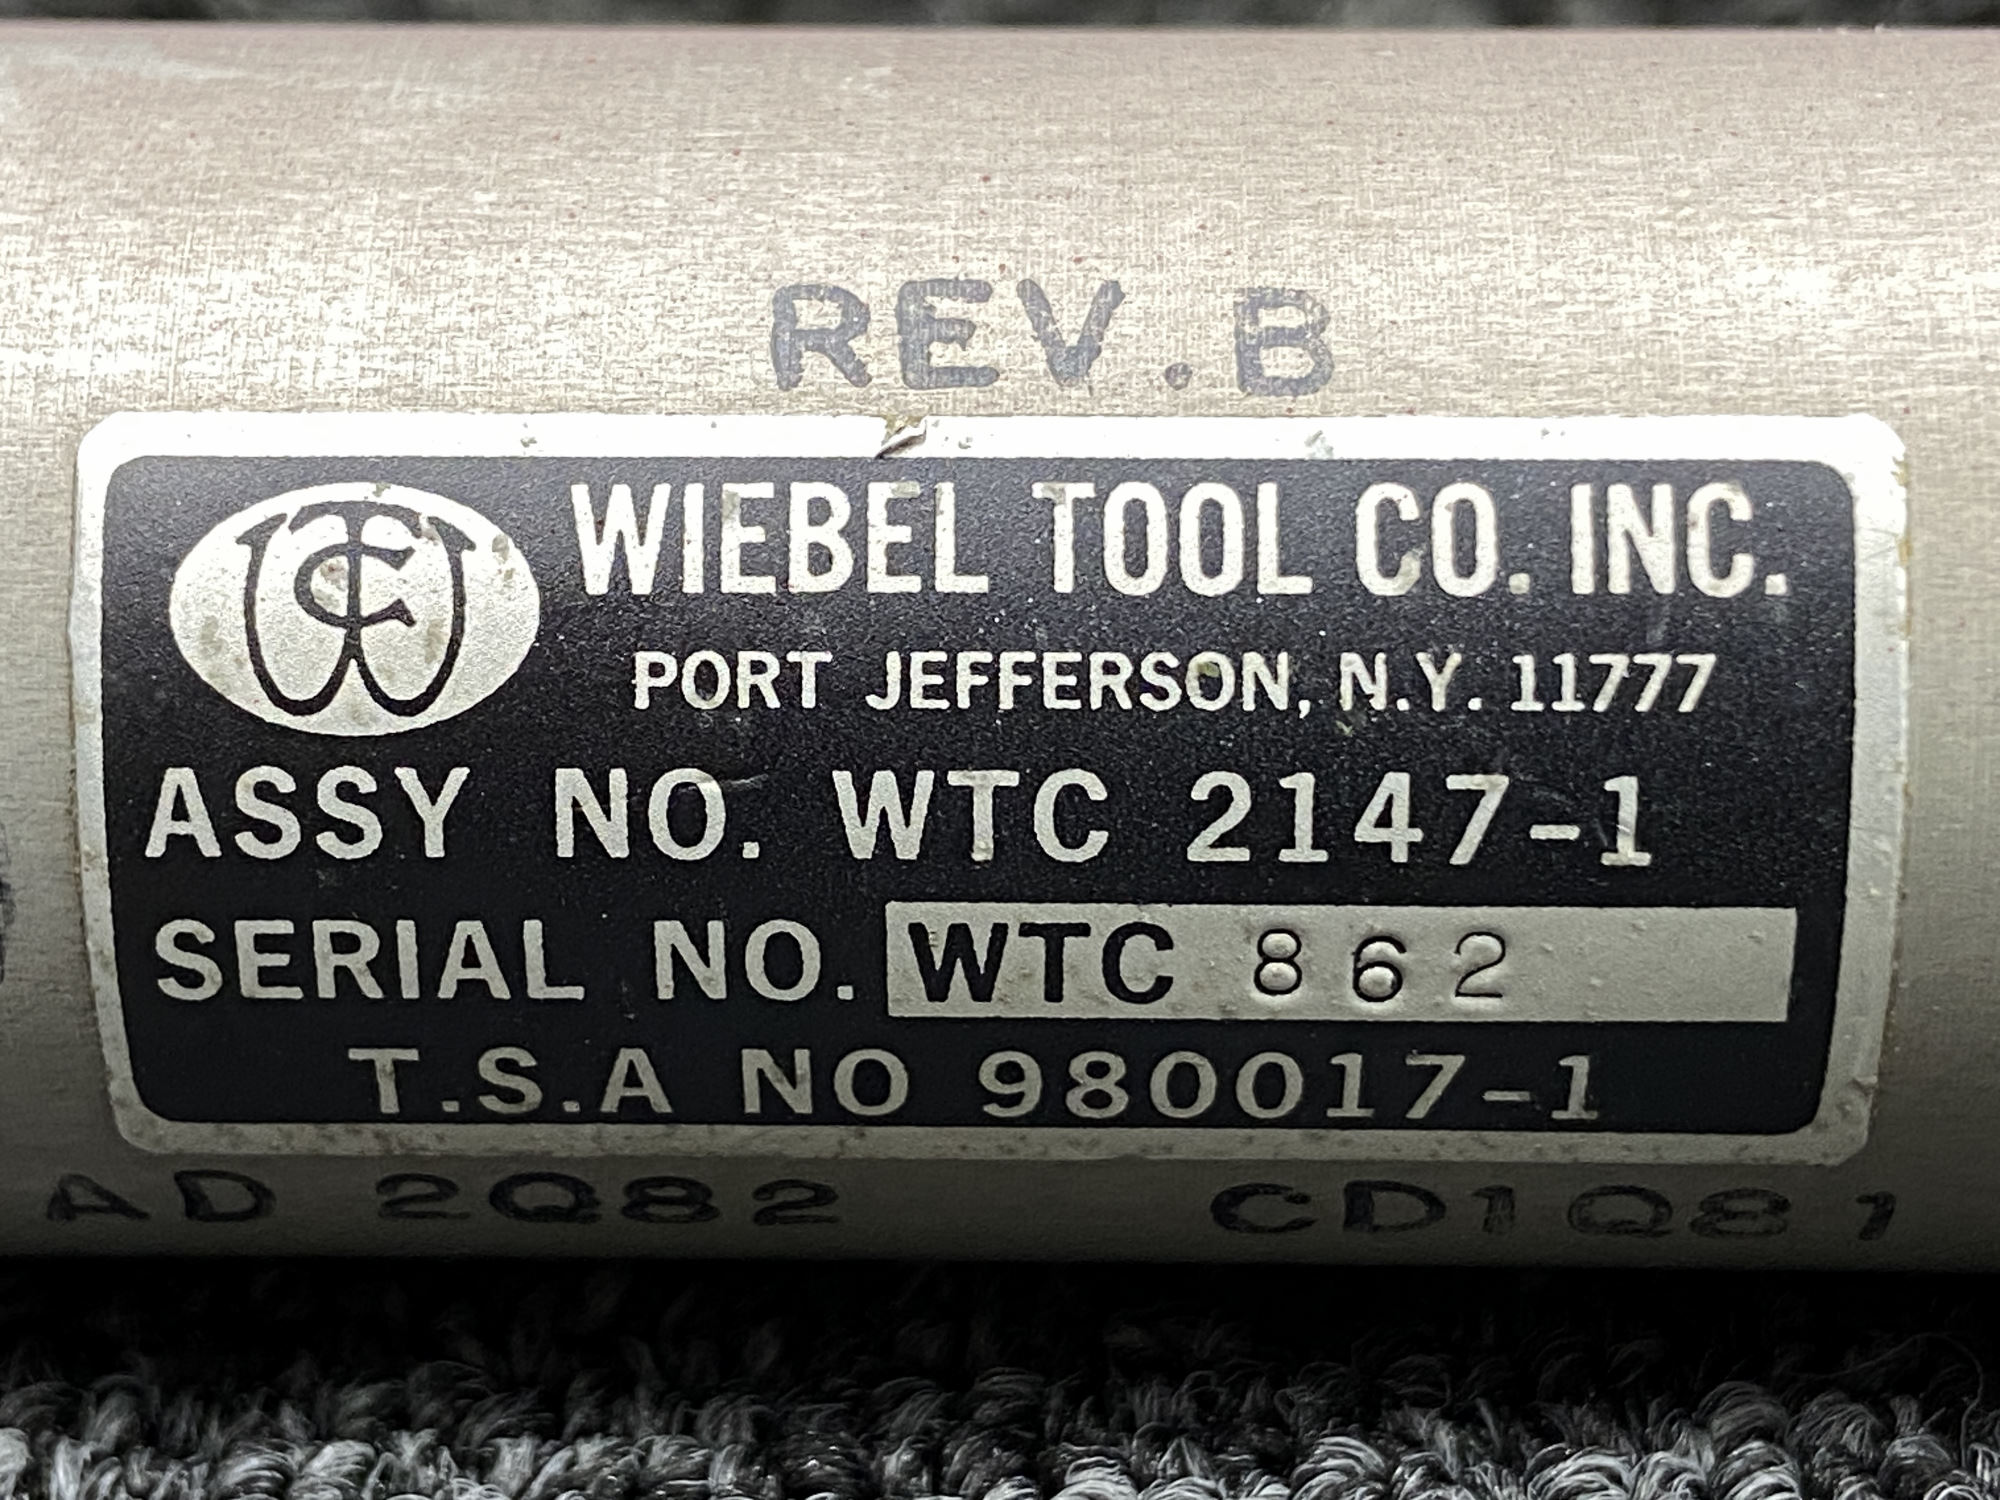 REV. B
WIEBEL TOOL CO. INC.
PORT JEFFERSON, N.Y. 11777
ASSY NO. WTC 2147-1
SERIAL NO. WTC 862
T.S.A NO 980017-1
AD 2Q82 CD1Q81